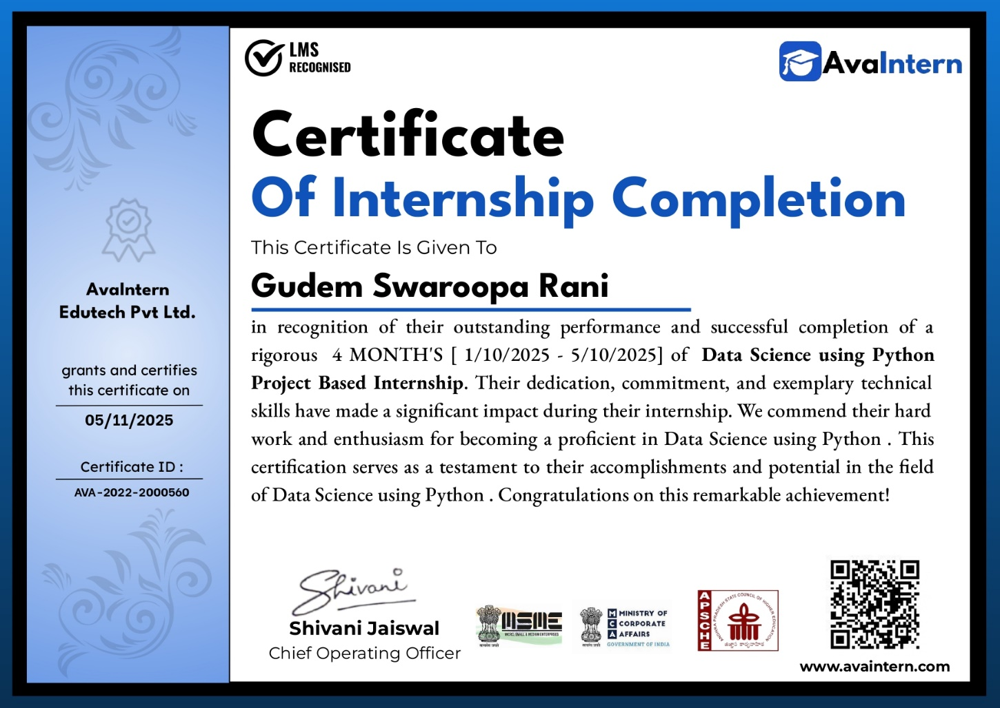 LMS
RECOGNISED
AvaIntern
Certificate
Of Internship Completion
This Certificate Is Given To
Gudem Swaroopa Rani
in recognition of their outstanding performance and successful completion of a
rigorous 4 MONTH'S [ 1/10/2025 - 5/10/2025] of Data Science using Python
Project Based Internship. Their dedication, commitment, and exemplary technical
skills have made a significant impact during their internship. We commend their hard
work and enthusiasm for becoming a proficient in Data Science using Python . This
certification serves as a testament to their accomplishments and potential in the field
of Data Science using Python . Congratulations on this remarkable achievement!
AvaIntern
Edutech Pvt Ltd.
grants and certifies
this certificate on
05/11/2025
Certificate ID :
AVA-2022-2000560
Shivani
Shivani Jaiswal
Chief Operating Officer
सत्यमेव जयते
MSME
MICRO, SMALL & MEDIUM ENTERPRISES
सत्यमेव जयते
MCA
MINISTRY OF
CORPORATE
AFFAIRS
GOVERNMENT OF INDIA
APSCHE
ANDHRA PRADESH STATE COUNCIL OF HIGHER EDUCATION
www.avaintern.com